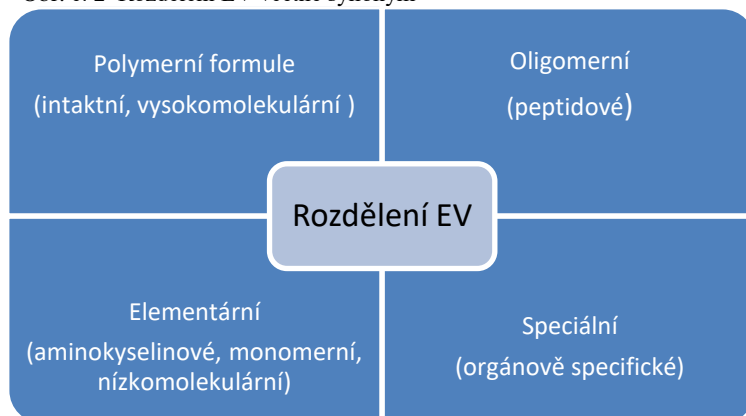 Polymerní formule
(intaktní, vysokomolekulární )
Oligomerní
(peptidové)
Rozdělení EV
Elementární
(aminokyselinové, monomerní,
nízkomolekulární)
Speciální
(orgánově specifické)